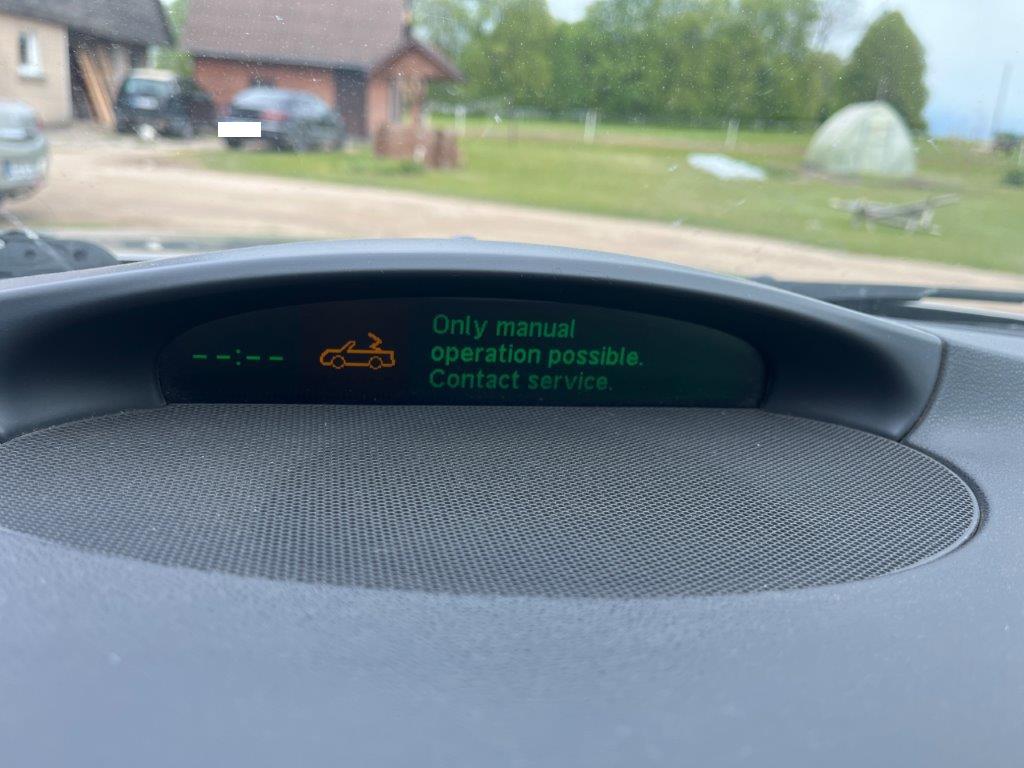 --:--
Only manual
operation possible.
Contact service.